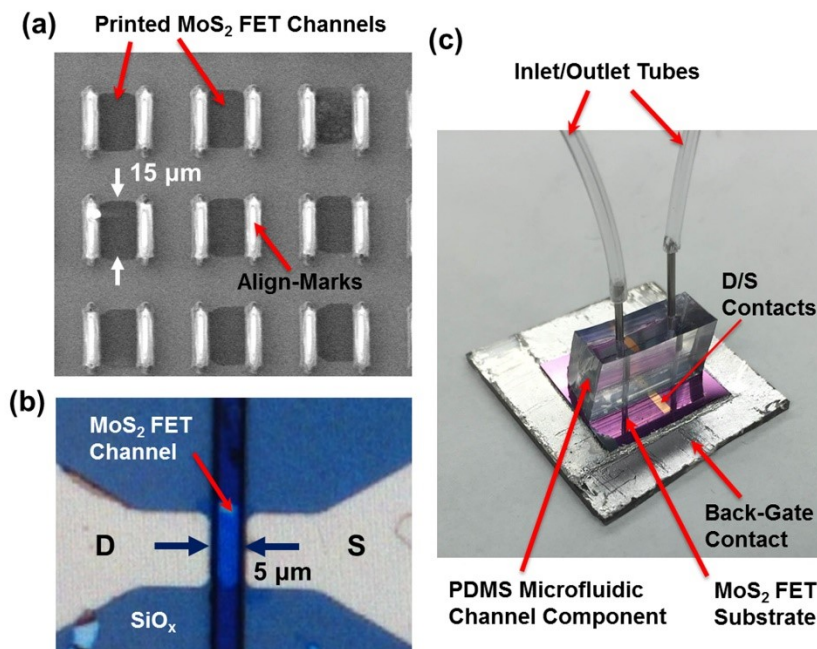 (a)
Printed MoS₂ FET Channels
15 µm
Align-Marks
(b)
MoS₂ FET
Channel
D
S
5 µm
SiOₓ
(c)
Inlet/Outlet Tubes
D/S
Contacts
Back-Gate
Contact
PDMS Microfluidic
Channel Component
MoS₂ FET
Substrate